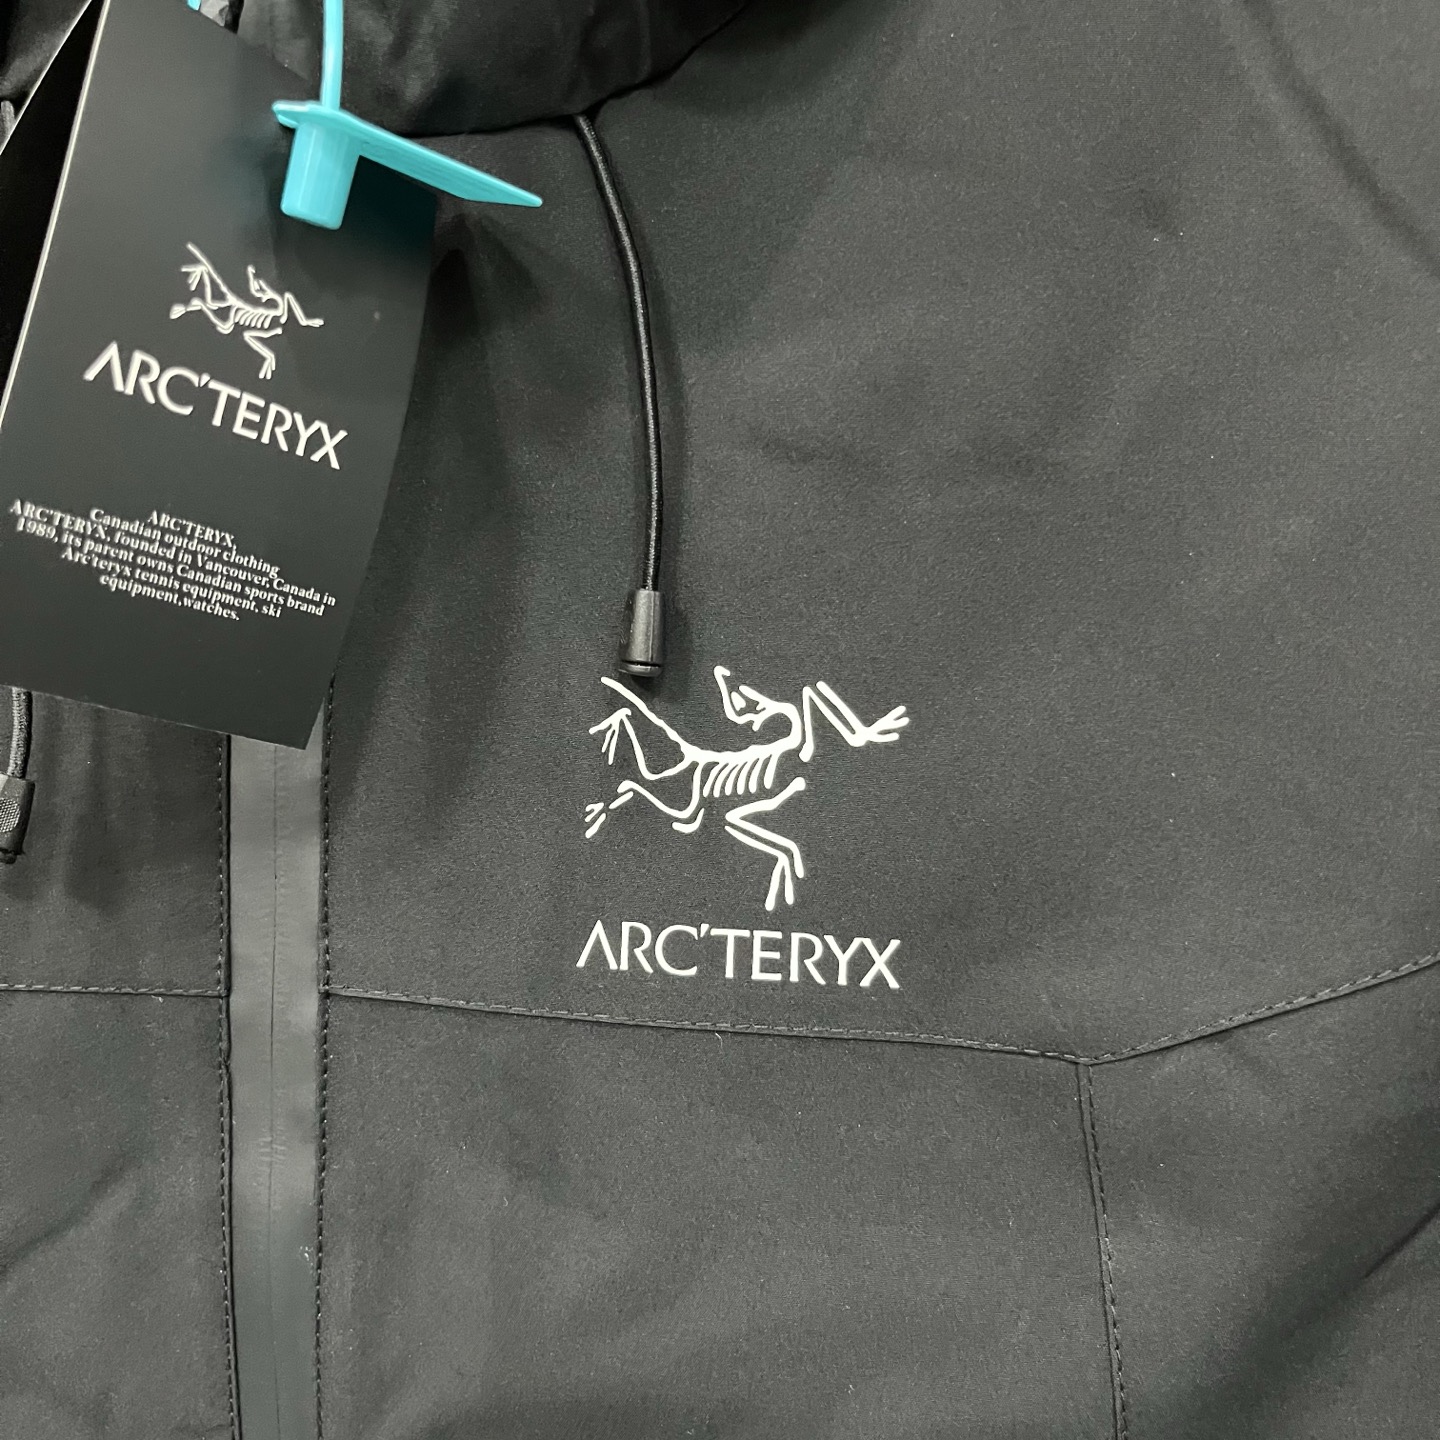 ARC'TERYX
ARC'TERYX,
Canadian outdoor clothing
ARC'TERYX, founded in Vancouver, Canada in
1989, its parent owns Canadian sports brand
Arc'teryx tennis equipment, ski
equipment,watches.
ARC'TERYX